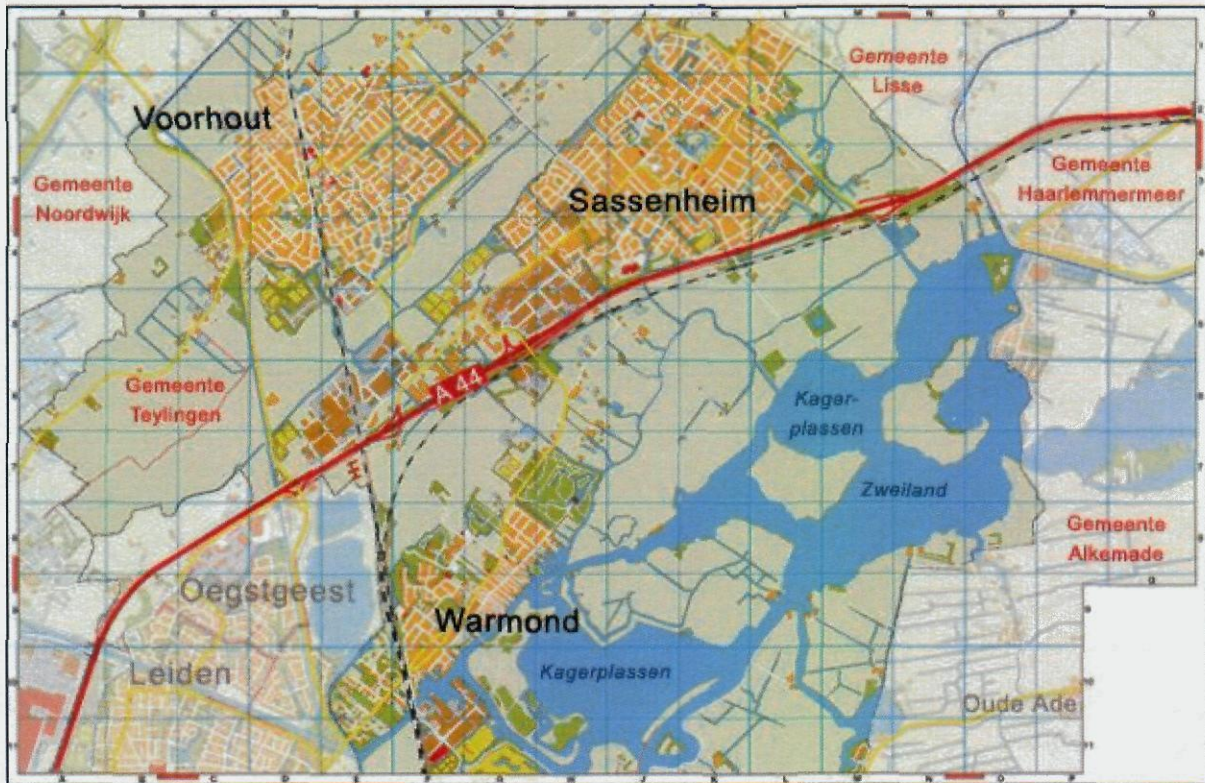 A B C D E F G H J K L M N O P Q
Gemeente
Lisse
Voorhout
Gemeente
Noordwijk
Sassenheim
Gemeente
Haarlemmermeer
Gemeente
Teylingen
A 44
Kager-
plassen
Zweiland
Gemeente
Alkemade
Oegstgeest
Warmond
Leiden
Kagerplassen
Oude Ade
A B C D E F G H J K L M N O